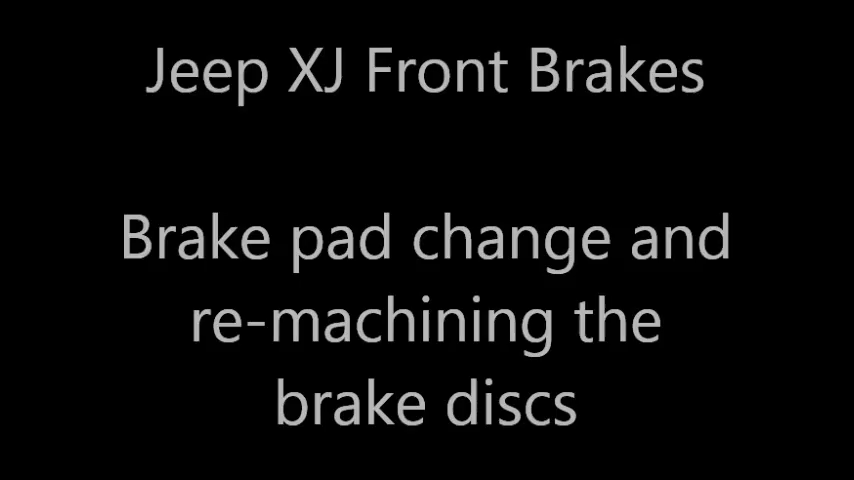 Jeep XJ Front Brakes
Brake pad change and
re-machining the
brake discs